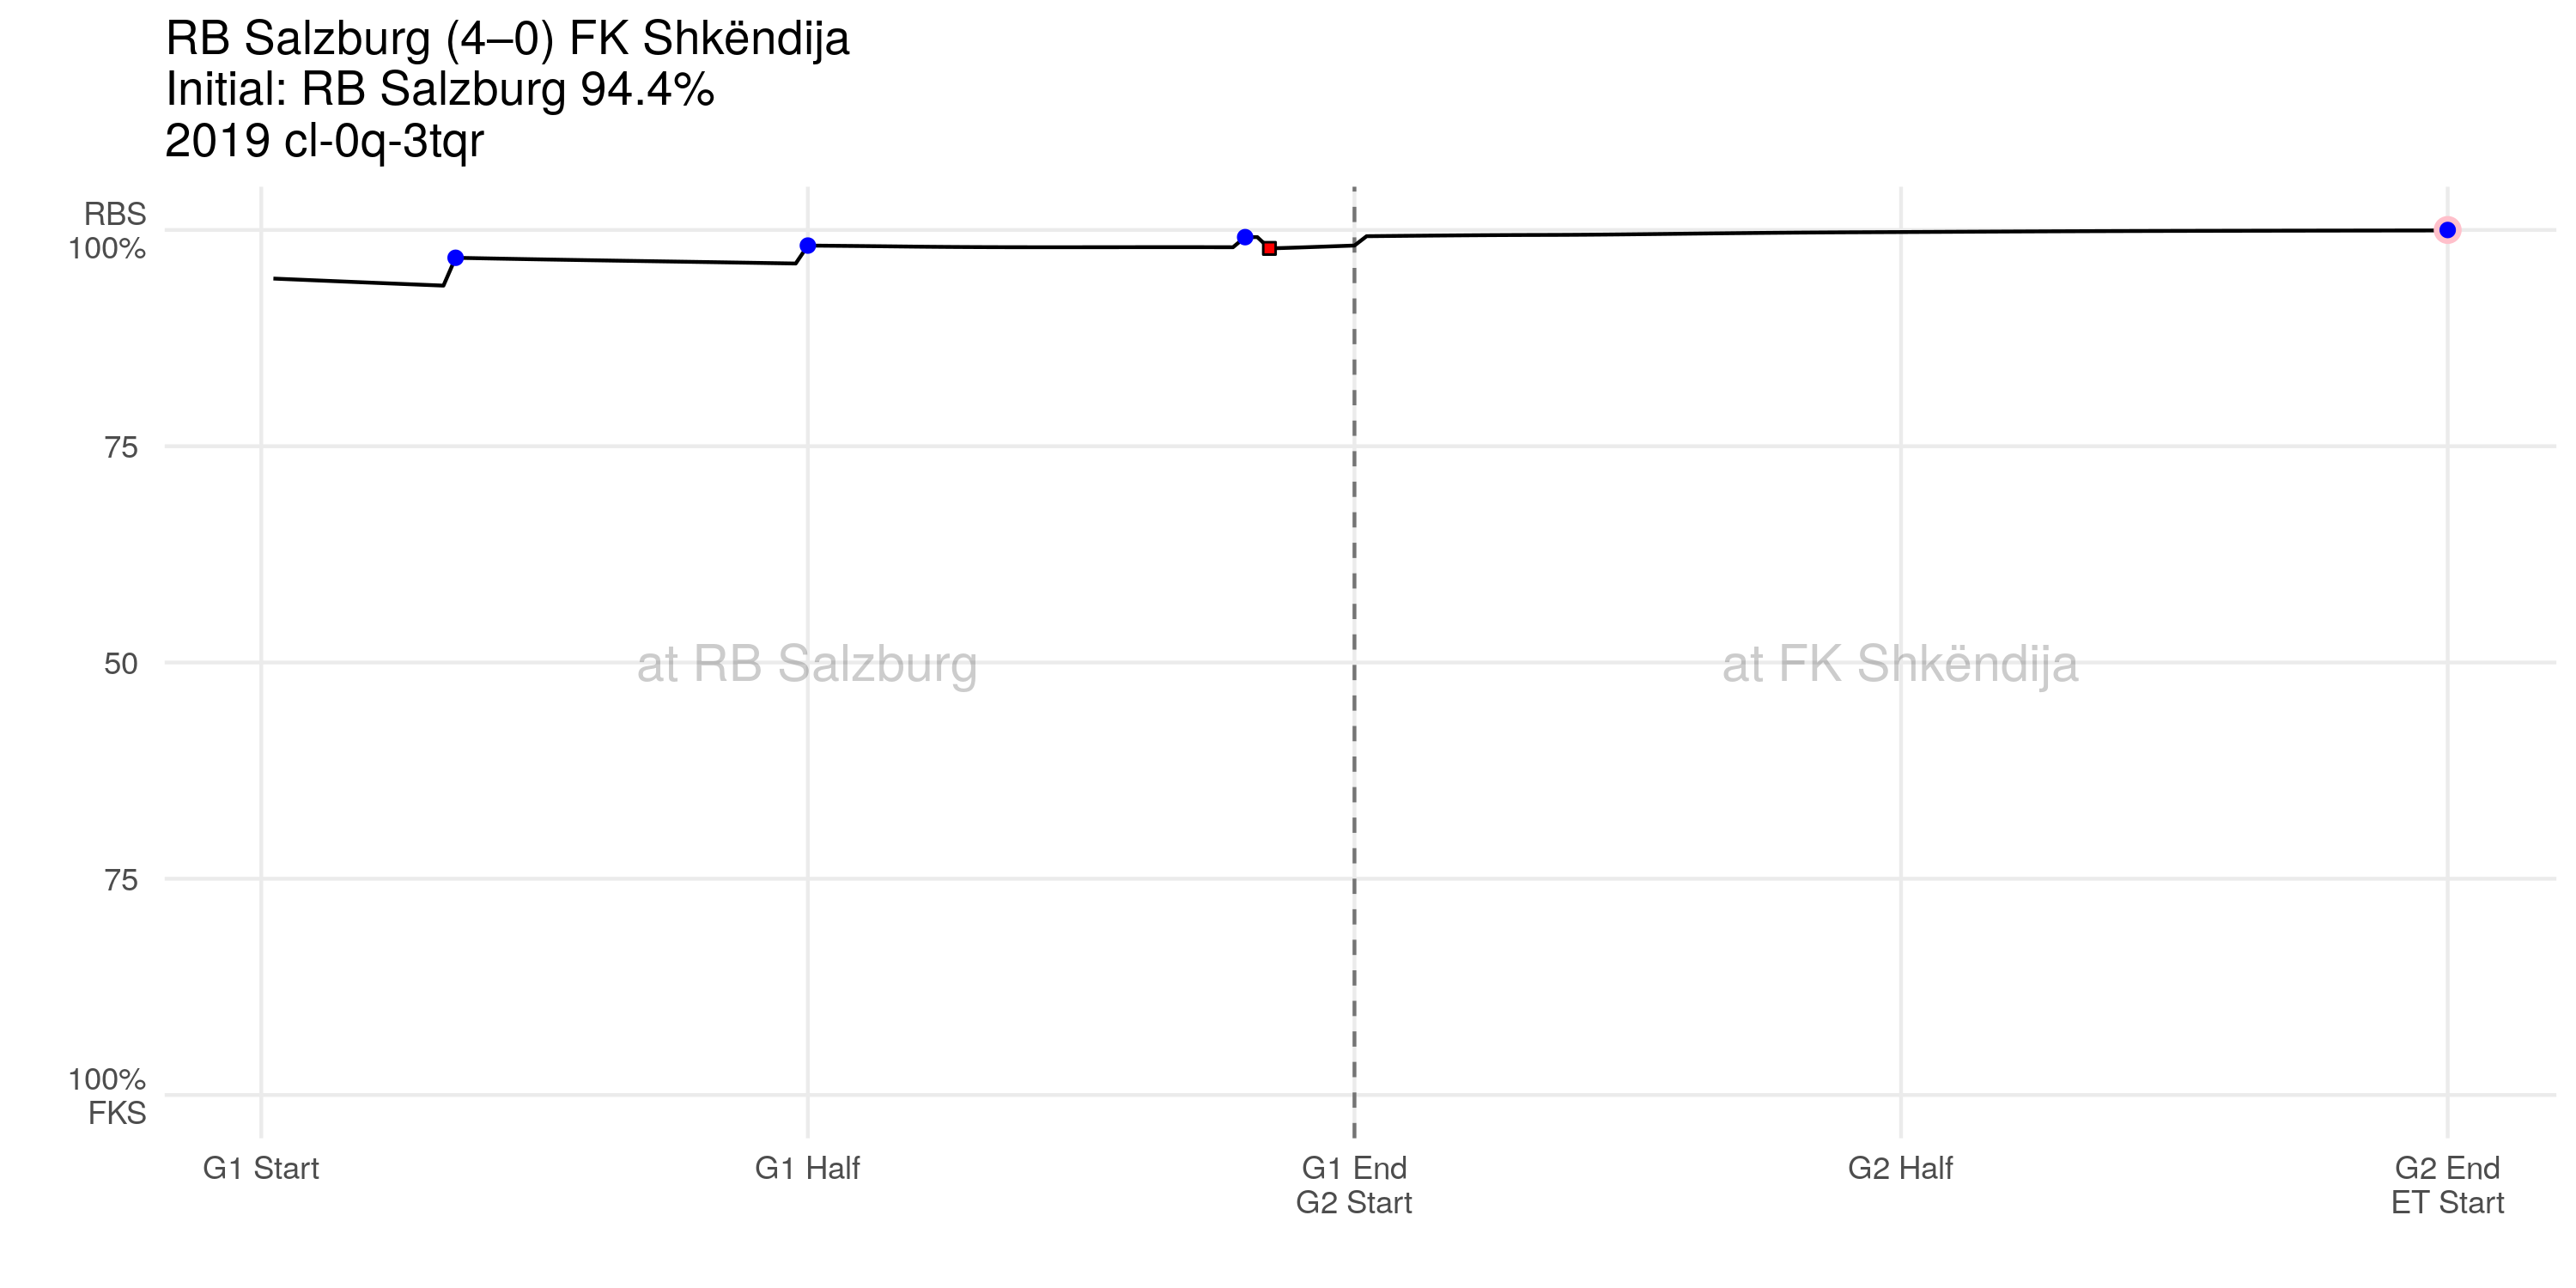 RB Salzburg (4–0) FK Shkëndija
Initial: RB Salzburg 94.4%
2019 cl-0q-3tqr
RBS
100%
75
50
75
100%
FKS
at RB Salzburg
at FK Shkëndija
G1 Start
G1 Half
G1 End
G2 Start
G2 Half
G2 End
ET Start